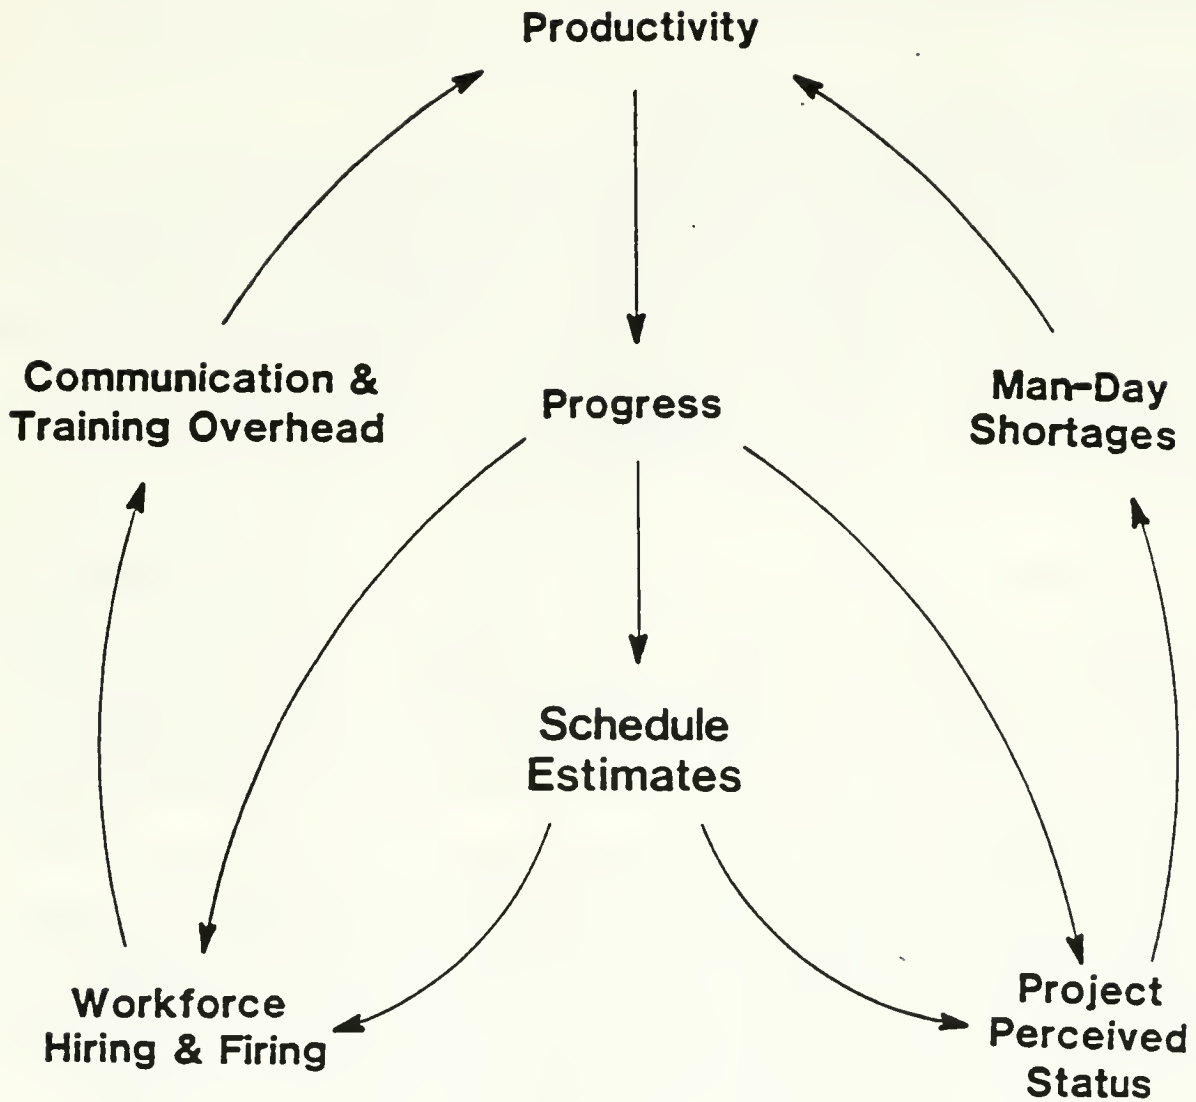 Productivity
Communication &
Training Overhead
Progress
Man-Day
Shortages
Schedule
Estimates
Workforce
Hiring & Firing
Project
Perceived
Status